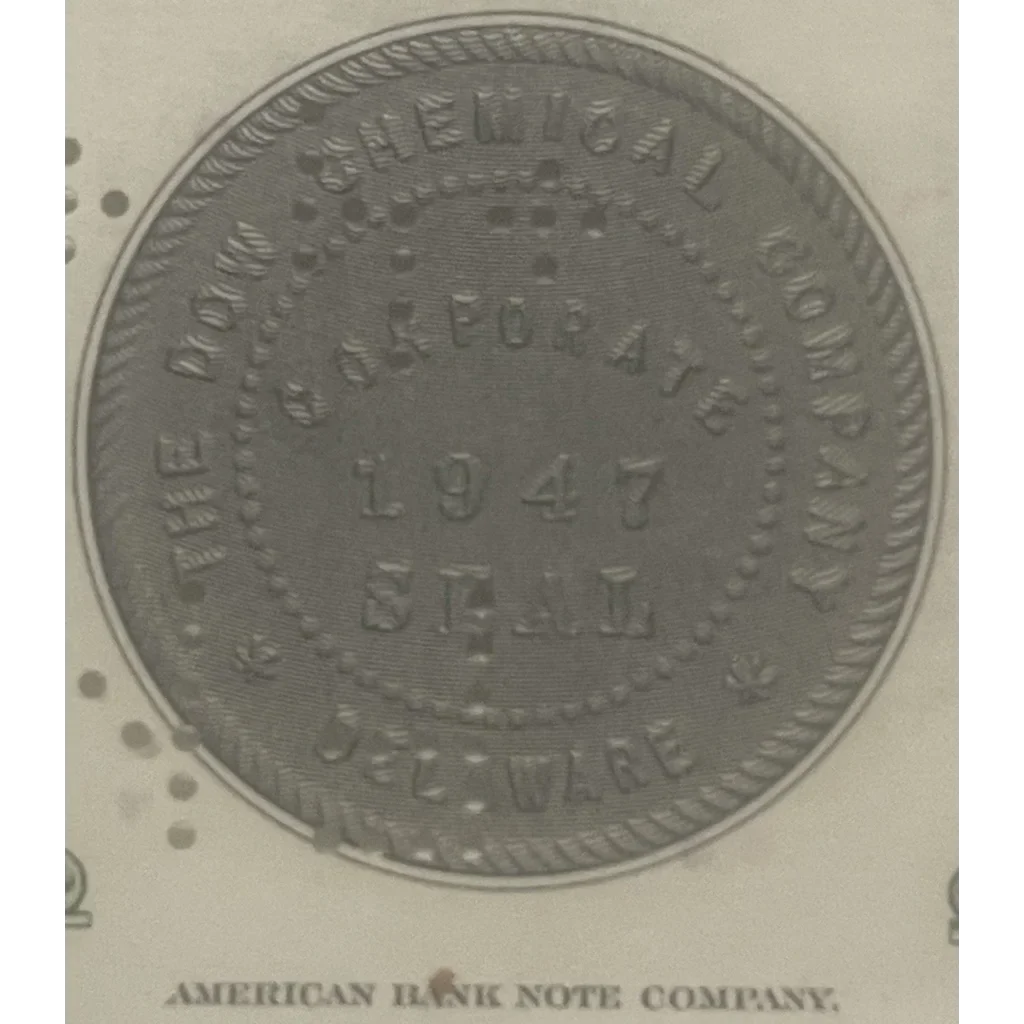 THE DOW CHEMICAL COMPANY
CORPORATE
1947
SEAL
DELAWARE
AMERICAN BANK NOTE COMPANY.